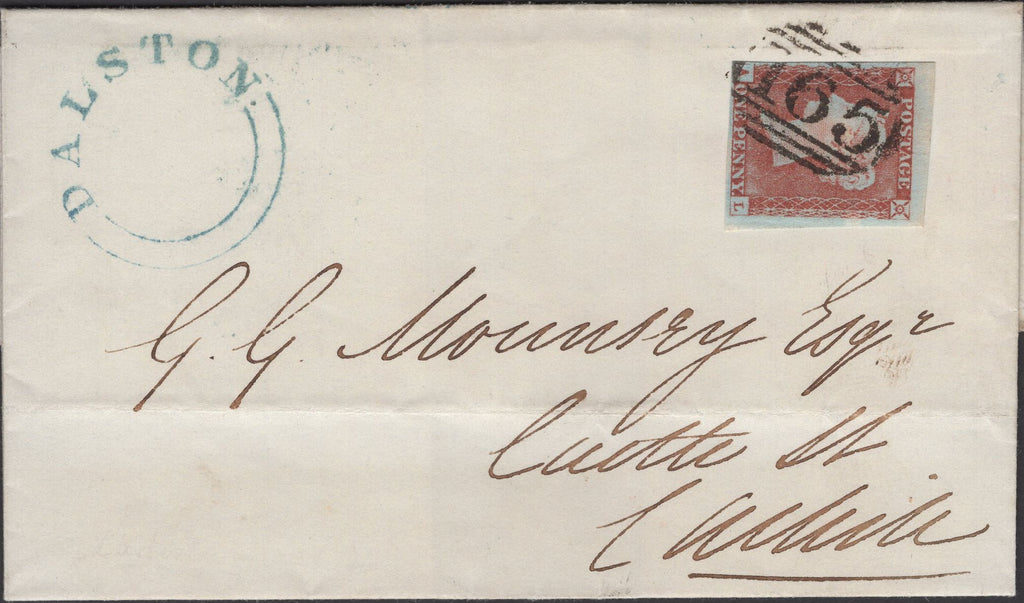 DALSTON.
165
POSTAGE
ONE PENNY
L
G. G. Mounsey Esqr
Castle St
Carlisle